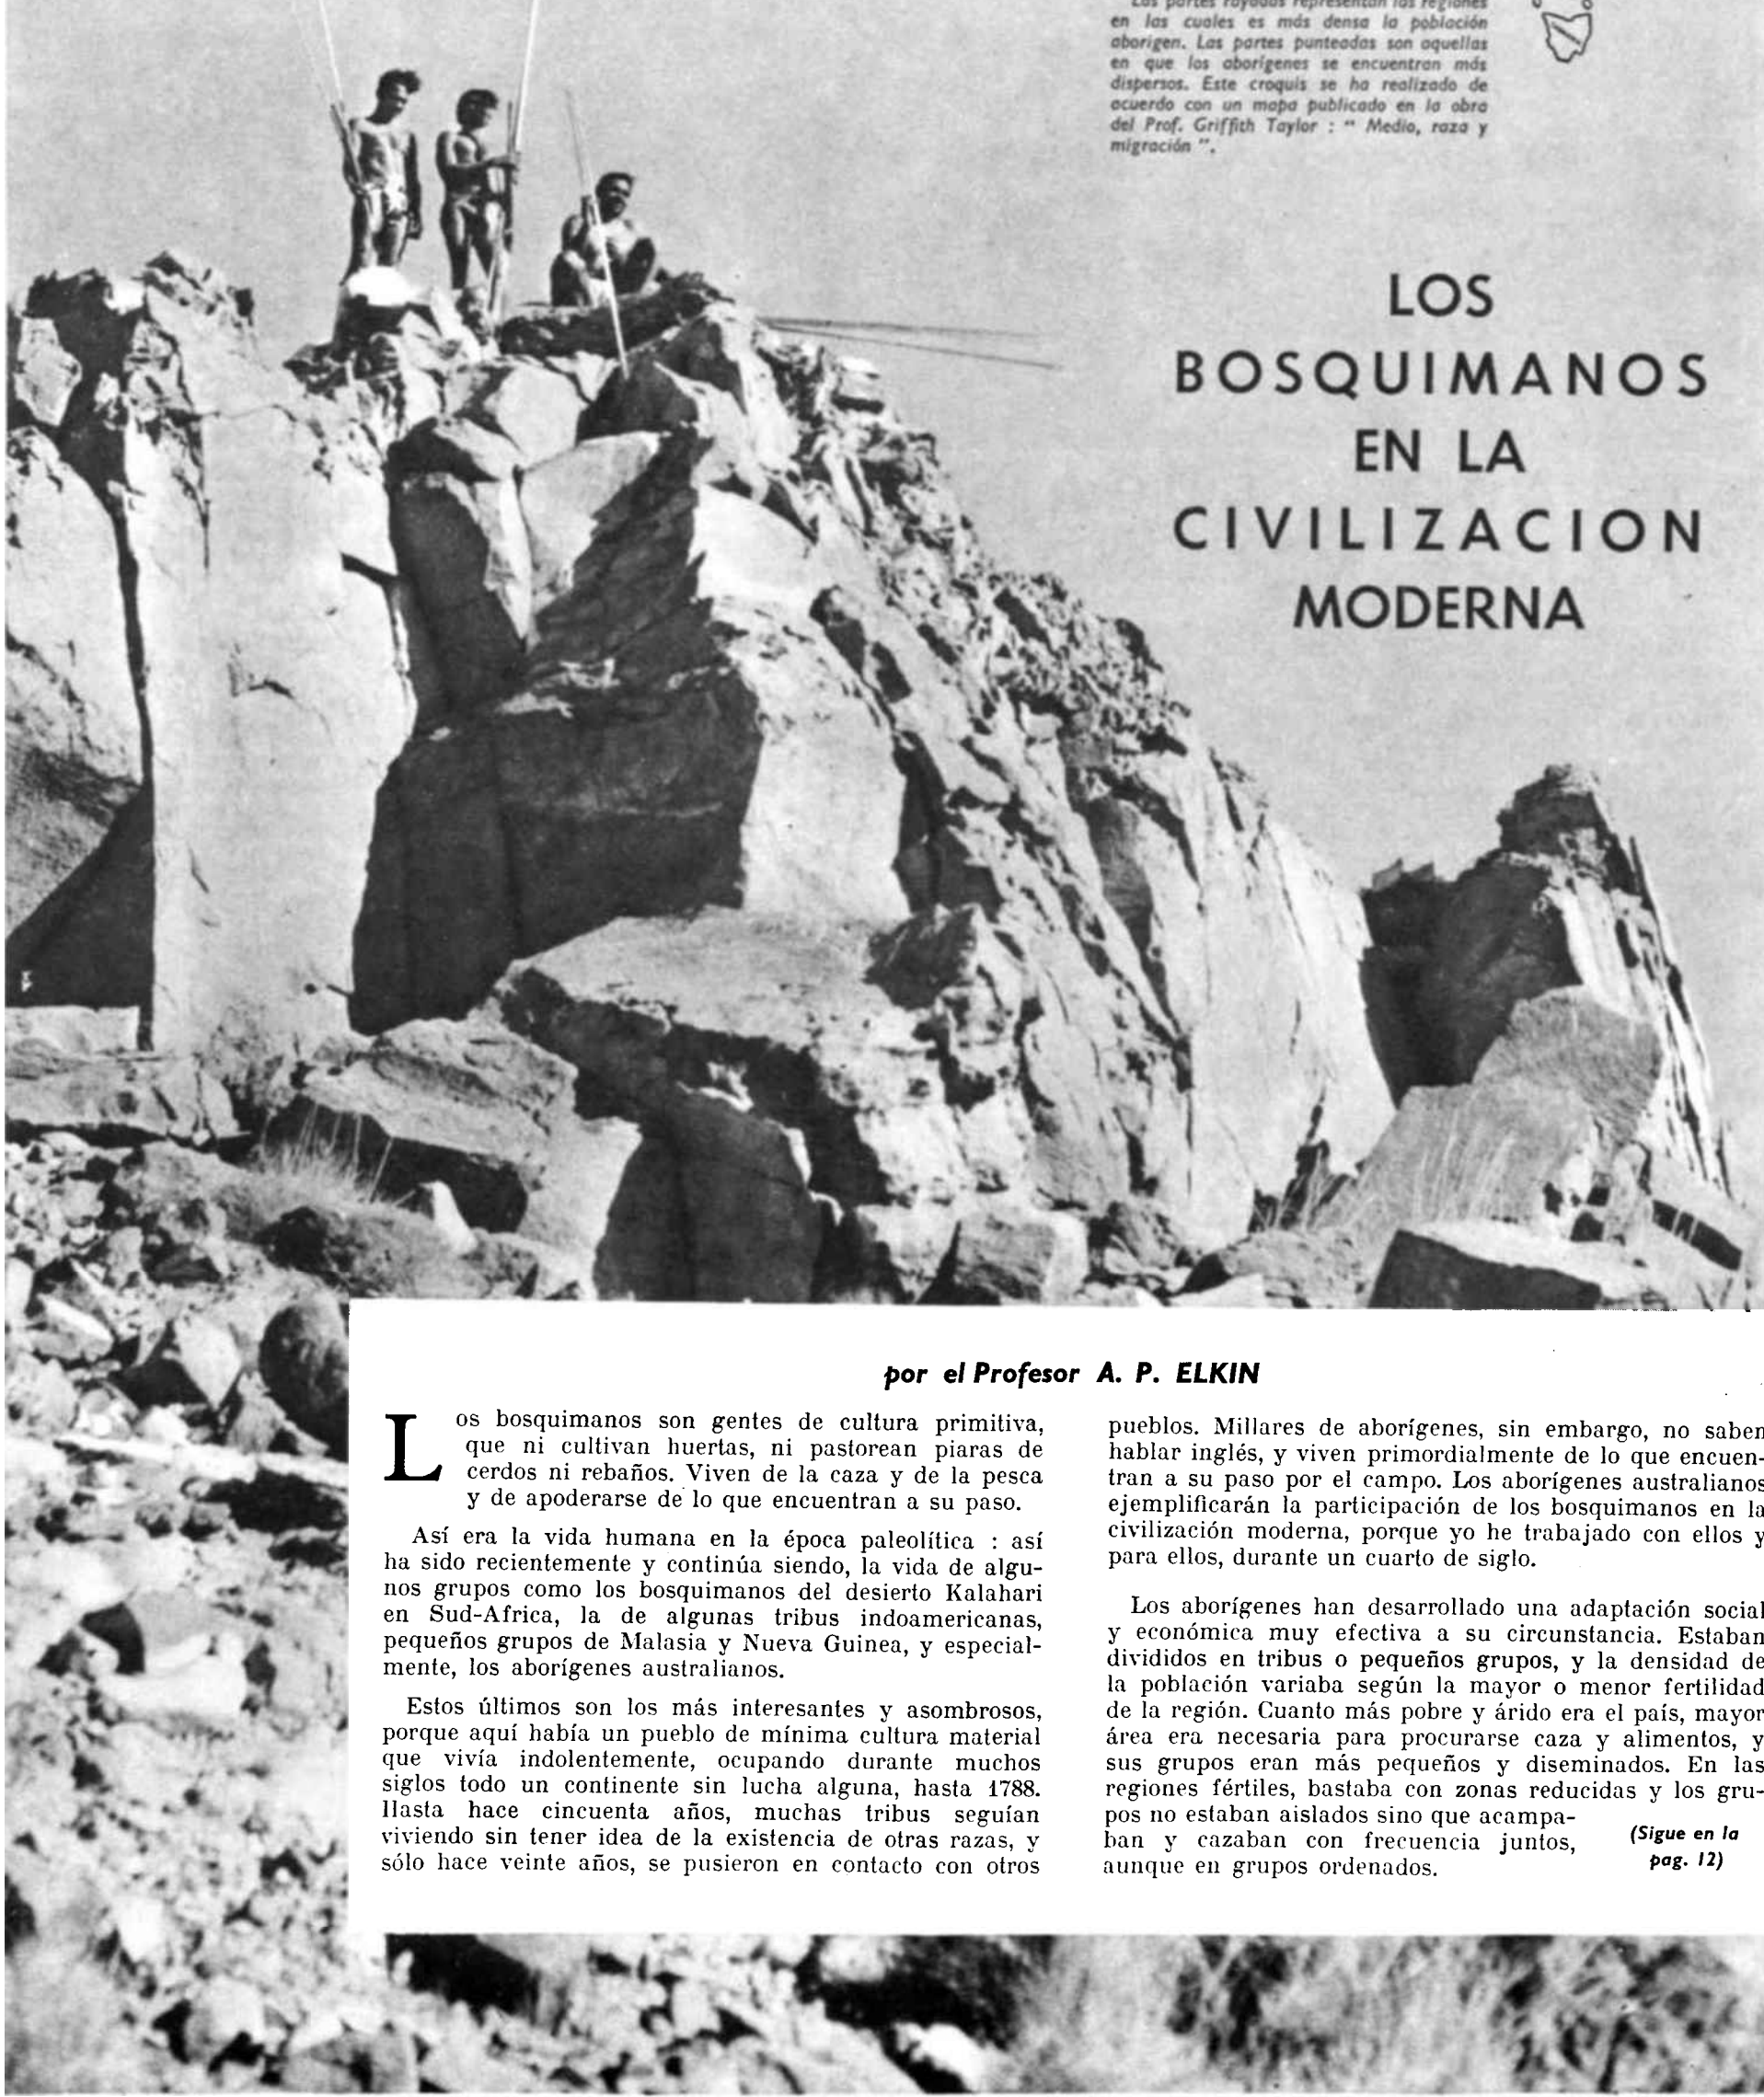 Las partes rayadas representan las regiones
en las cuales es más densa la población
aborigen. Las partes punteadas son aquellas
en que los aborígenes se encuentran más
dispersos. Este croquis se ha realizado de
acuerdo con un mapa publicado en la obra
del Prof. Griffith Taylor : " Medio, raza y
migración ".
LOS
BOSQUIMANOS
EN LA
CIVILIZACION
MODERNA
por el Profesor A. P. ELKIN
Los bosquimanos son gentes de cultura primitiva,
que ni cultivan huertas, ni pastorean piaras de
cerdos ni rebaños. Viven de la caza y de la pesca
y de apoderarse de lo que encuentran a su paso.
Así era la vida humana en la época paleolítica : así
ha sido recientemente y continúa siendo, la vida de algu-
nos grupos como los bosquimanos del desierto Kalahari
en Sud-Africa, la de algunas tribus indoamericanas,
pequeños grupos de Malasia y Nueva Guinea, y especial-
mente, los aborígenes australianos.
Estos últimos son los más interesantes y asombrosos,
porque aquí había un pueblo de mínima cultura material
que vivía indolentemente, ocupando durante muchos
siglos todo un continente sin lucha alguna, hasta 1788.
Hasta hace cincuenta años, muchas tribus seguían
viviendo sin tener idea de la existencia de otras razas, y
sólo hace veinte años, se pusieron en contacto con otros
pueblos. Millares de aborígenes, sin embargo, no saben
hablar inglés, y viven primordialmente de lo que encuen-
tran a su paso por el campo. Los aborígenes australianos
ejemplificarán la participación de los bosquimanos en la
civilización moderna, porque yo he trabajado con ellos y
para ellos, durante un cuarto de siglo.
Los aborígenes han desarrollado una adaptación social
y económica muy efectiva a su circunstancia. Estaban
divididos en tribus o pequeños grupos, y la densidad de
la población variaba según la mayor o menor fertilidad
de la región. Cuanto más pobre y árido era el país, mayor
área era necesaria para procurarse caza y alimentos, y
sus grupos eran más pequeños y diseminados. En las
regiones fértiles, bastaba con zonas reducidas y los gru-
pos no estaban aislados sino que acampa-
ban y cazaban con frecuencia juntos,
aunque en grupos ordenados.
(Sigue en la
pag. 12)